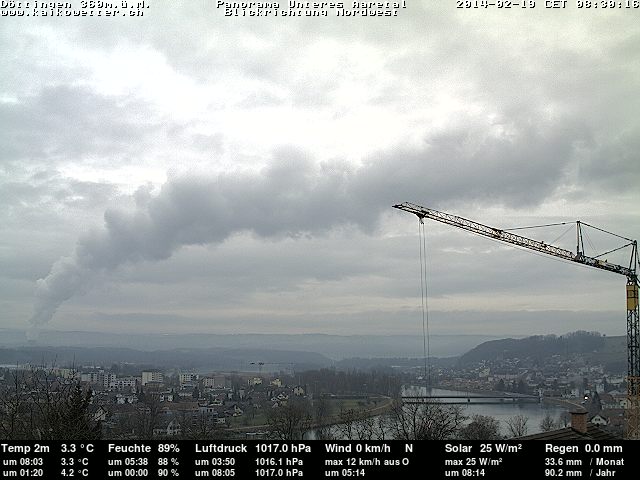 Döttingen 360m.ü.M. Panorama Unteres Aaretal 2014-02-19 CET 08:30:16
www.kaikowetter.ch Blickrichtung Nordwest
Temp 2m 3.3 °C Feuchte 89% Luftdruck 1017.0 hPa Wind 0 km/h N Solar 25 W/m² Regen 0.0 mm
um 08:03 3.3 °C um 05:38 88 % um 03:50 1016.1 hPa max 12 km/h aus O max 25 W/m² 33.6 mm / Monat
um 01:20 4.2 °C um 00:00 90 % um 08:05 1017.0 hPa um 05:14 um 08:14 90.2 mm / Jahr